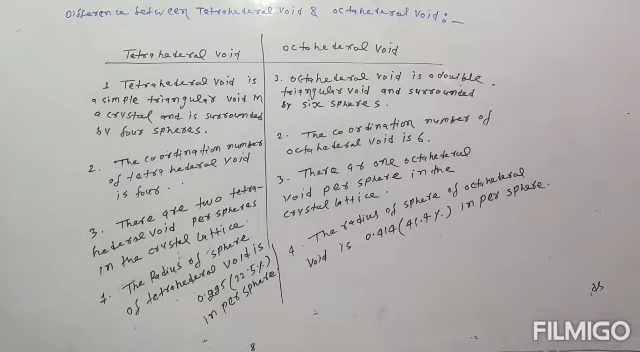 Difference between Tetrahederal void & octahederal void:-
Tetrahederal void
1 Tetrahederal void is
a simple triangular void in
a crystal and is surrounded
by four spheres.
2. The coordination number
of tetrahederal void
is four.
3. There are two tetra-
hederal void per spheres
in the crystal lattice.
4. The Radius of sphere
of tetrahederal void is
0.225 (22.5%)
in per sphere
octahederal void
1. octahederal void is a double
triangular void and surrounded
by six spheres.
2. The coordination number of
octahederal void is 6.
3. There ar one octahederal
void per sphere in the
crystal lattice.
4. The radius of sphere of octahederal
void is 0.414 (41.4%) in per sphere.
8
FILMIGO